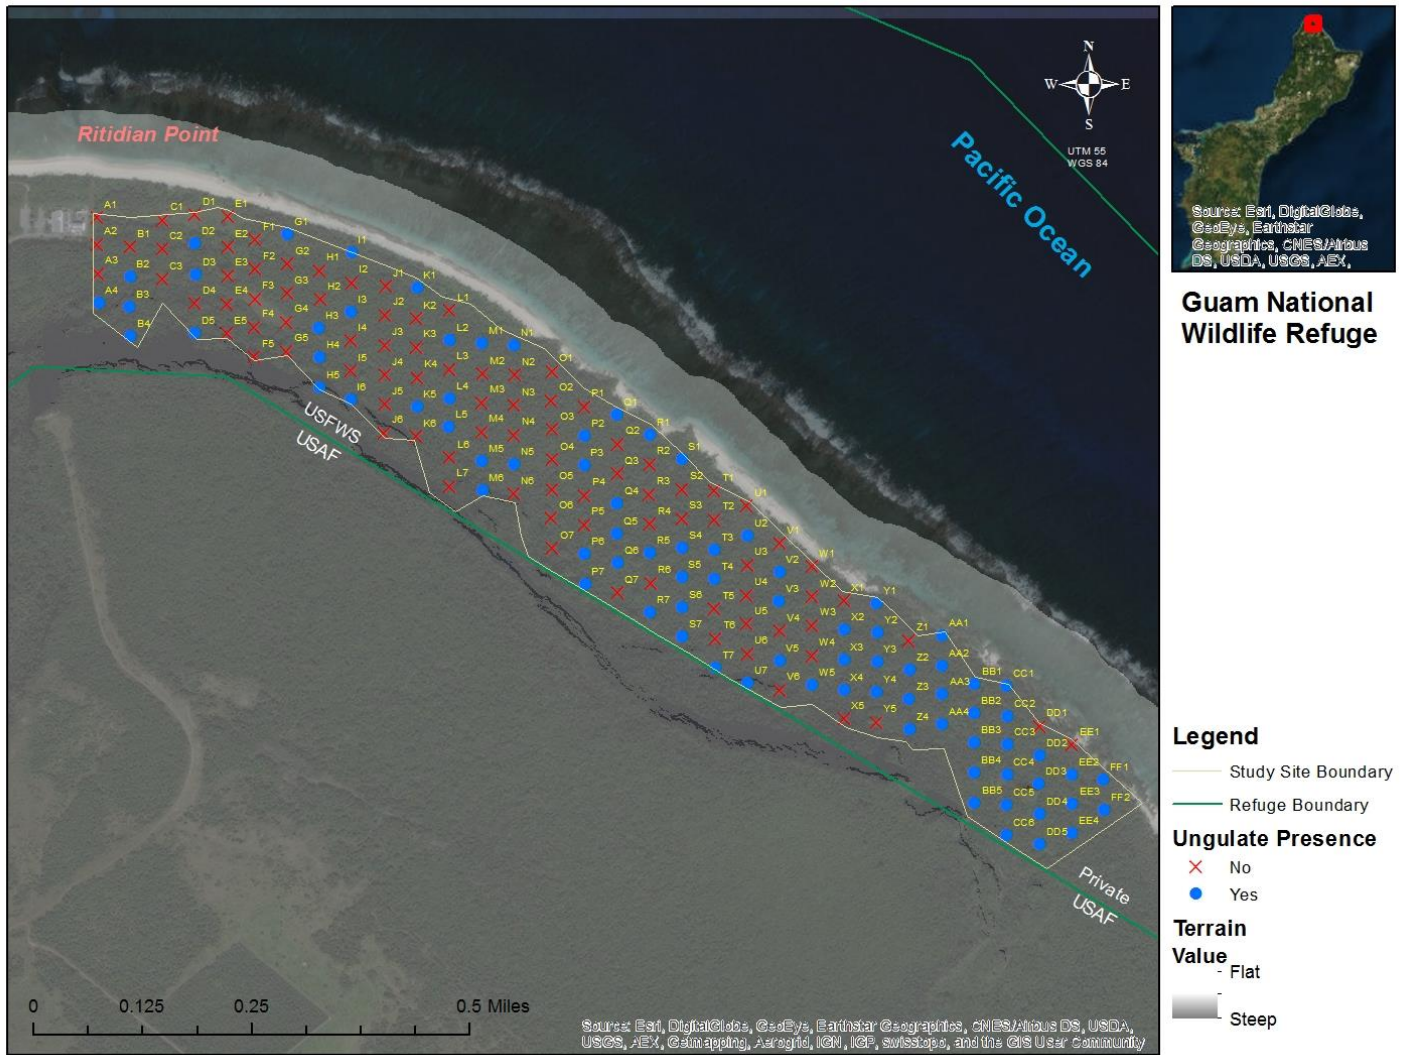 Ritidian Point
N
W E
S
UTM 55
WGS 84
Pacific Ocean
A1
A2
A3
A4
B1
B2
B3
B4
C1
C2
C3
D1
D2
D3
D4
D5
E1
E2
E3
E4
E5
F1
F2
F3
F4
F5
G1
G2
G3
G4
G5
H1
H2
H3
H4
H5
I1
I2
I3
I4
I5
I6
J1
J2
J3
J4
J5
J6
K1
K2
K3
K4
K5
K6
L1
L2
L3
L4
L5
L6
L7
M1
M2
M3
M4
M5
M6
N1
N2
N3
N4
N5
N6
O1
O2
O3
O4
O5
O6
O7
P1
P2
P3
P4
P5
P6
P7
Q1
Q2
Q3
Q4
Q5
Q6
Q7
R1
R2
R3
R4
R5
R6
R7
S1
S2
S3
S4
S5
S6
S7
T1
T2
T3
T4
T5
T6
T7
U1
U2
U3
U4
U5
U6
U7
V1
V2
V3
V4
V5
V6
W1
W2
W3
W4
W5
X1
X2
X3
X4
X5
Y1
Y2
Y3
Y4
Y5
Z1
Z2
Z3
Z4
AA1
AA2
AA3
AA4
BB1
BB2
BB3
BB4
BB5
CC1
CC2
CC3
CC4
CC5
CC6
DD1
DD2
DD3
DD4
DD5
EE1
EE2
EE3
EE4
FF1
FF2
USFWS
USAF
Private
USAF
0 0.125 0.25 0.5 Miles
Source: Esri, DigitalGlobe, GeoEye, Earthstar Geographics, CNES/Airbus DS, USDA,
USGS, AEX, Getmapping, Aerogrid, IGN, IGP, swisstopo, and the GIS User Community
Source: Esri, DigitalGlobe,
GeoEye, Earthstar
Geographics, CNES/Airbus
DS, USDA, USGS, AEX,
Guam National
Wildlife Refuge
Legend
Study Site Boundary
Refuge Boundary
Ungulate Presence
No
Yes
Terrain
Value
Flat
Steep